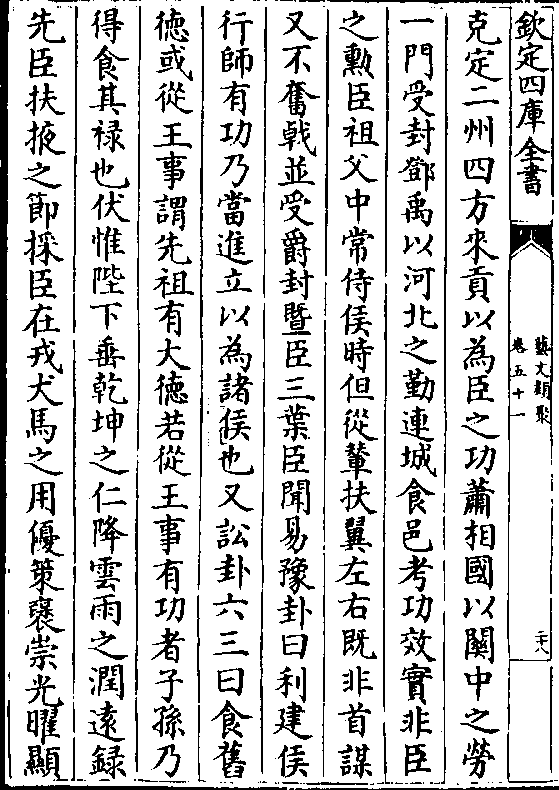 欽定四庫全書
藝文類聚
卷五十一
三十八
克定二州四方來貢以為臣之功蕭相國以關中之勞
一門受封鄧禹以河北之勤連城食邑考功效實非臣
之勲臣祖父中常侍侯時但從輦扶翼左右既非首謀
又不奮戟並受爵封暨臣三葉臣聞易豫卦曰利建侯
行師有功乃當進立以為諸侯也又訟卦六三曰食舊
德或從王事謂先祖有大德若從王事有功者子孫乃
得食其祿也伏惟陛下垂乾坤之仁降雲雨之潤遠録
先臣扶掖之節採臣在戎犬馬之用優策襃崇光曜顯